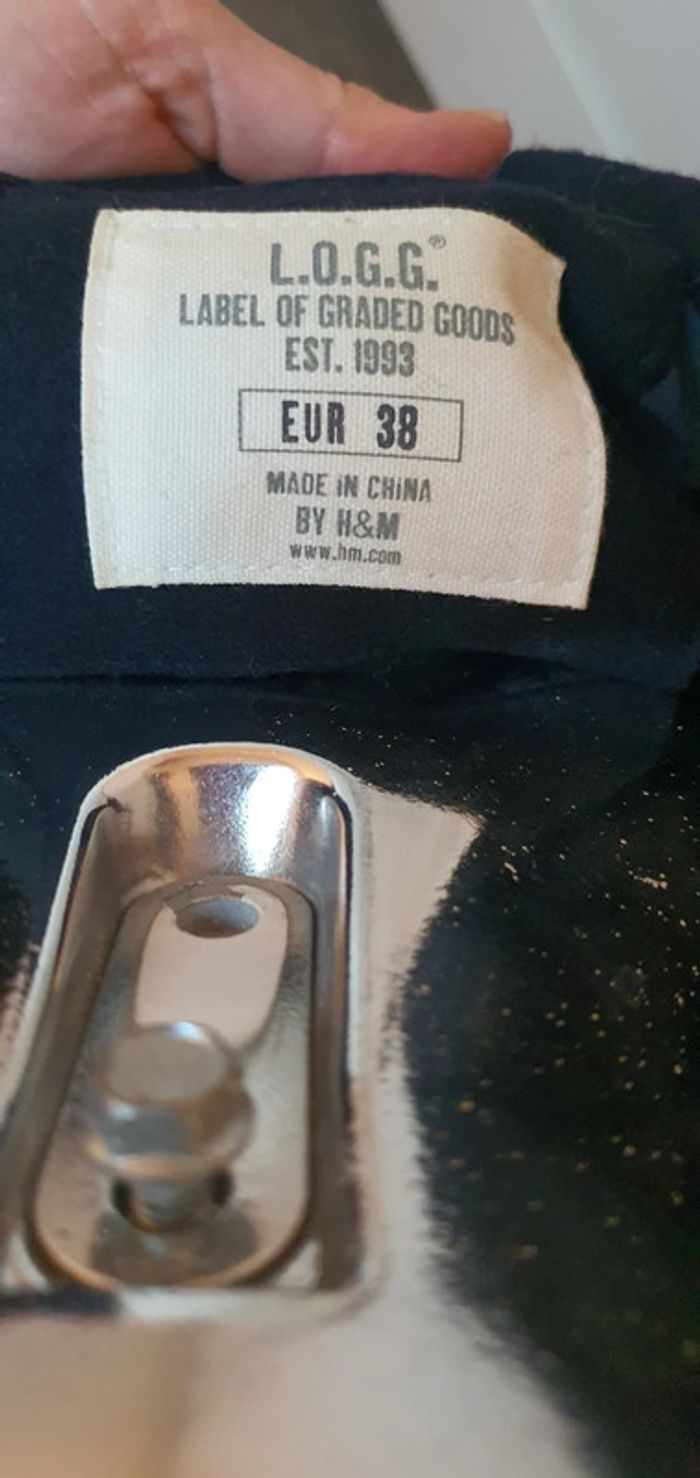 L.O.G.G.®
LABEL OF GRADED GOODS
EST. 1993
EUR 38
MADE iN CHiNA
BY H&M
www.hm.com